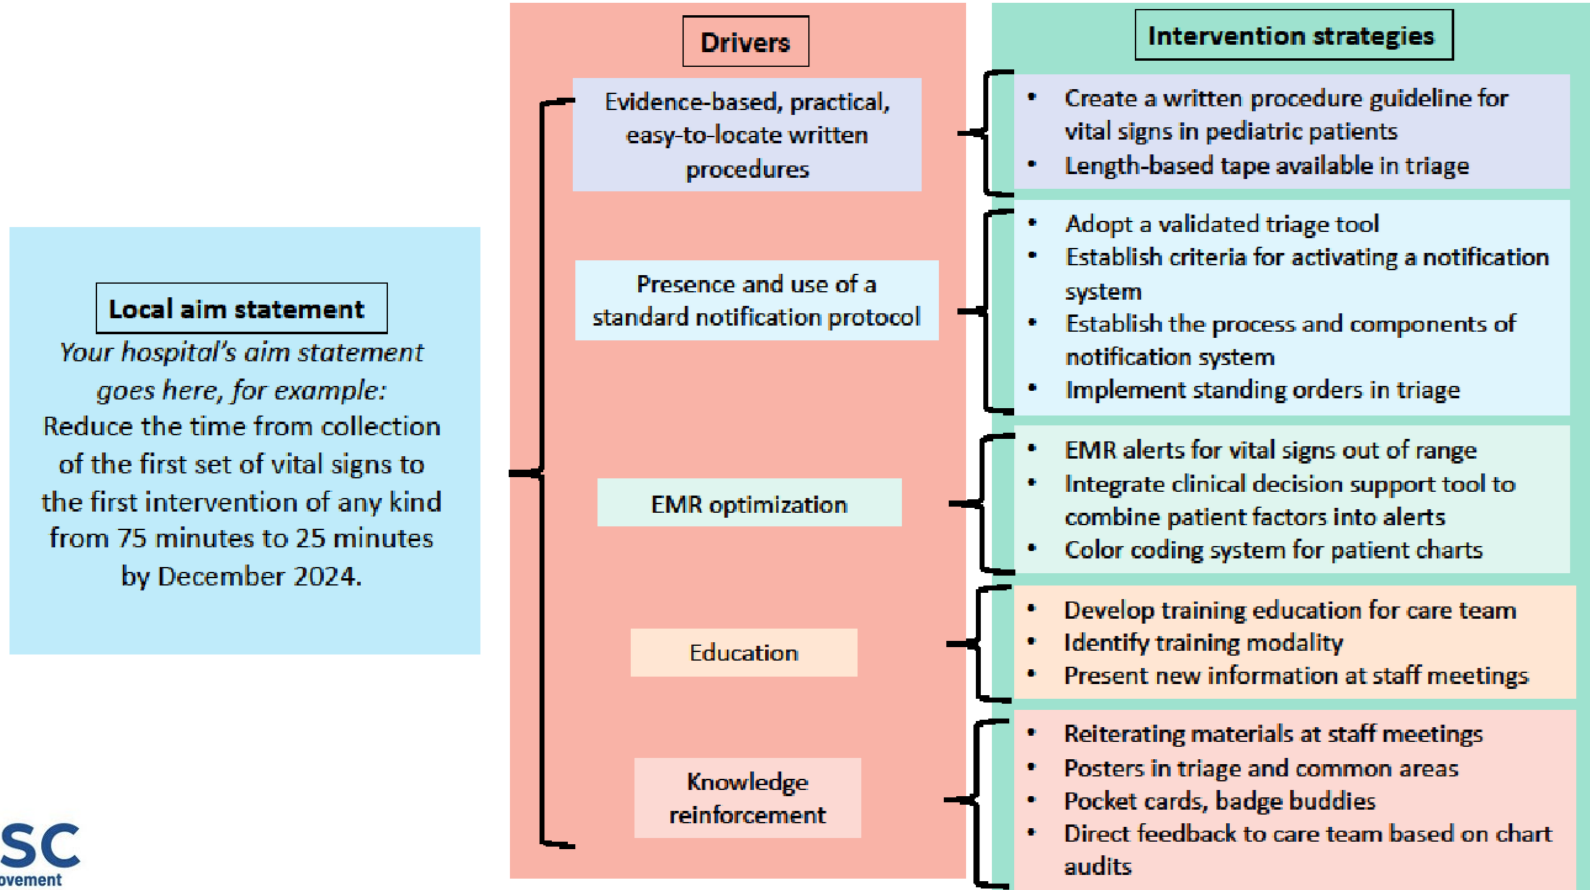 Local aim statement
Your hospital's aim statement
goes here, for example:
Reduce the time from collection
of the first set of vital signs to
the first intervention of any kind
from 75 minutes to 25 minutes
by December 2024.
Drivers
Evidence-based, practical,
easy-to-locate written
procedures
Presence and use of a
standard notification protocol
EMR optimization
Education
Knowledge
reinforcement
Intervention strategies
• Create a written procedure guideline for
vital signs in pediatric patients
• Length-based tape available in triage
• Adopt a validated triage tool
• Establish criteria for activating a notification
system
• Establish the process and components of
notification system
• Implement standing orders in triage
• EMR alerts for vital signs out of range
• Integrate clinical decision support tool to
combine patient factors into alerts
• Color coding system for patient charts
• Develop training education for care team
• Identify training modality
• Present new information at staff meetings
• Reiterating materials at staff meetings
• Posters in triage and common areas
• Pocket cards, badge buddies
• Direct feedback to care team based on chart
audits
SC
ovement